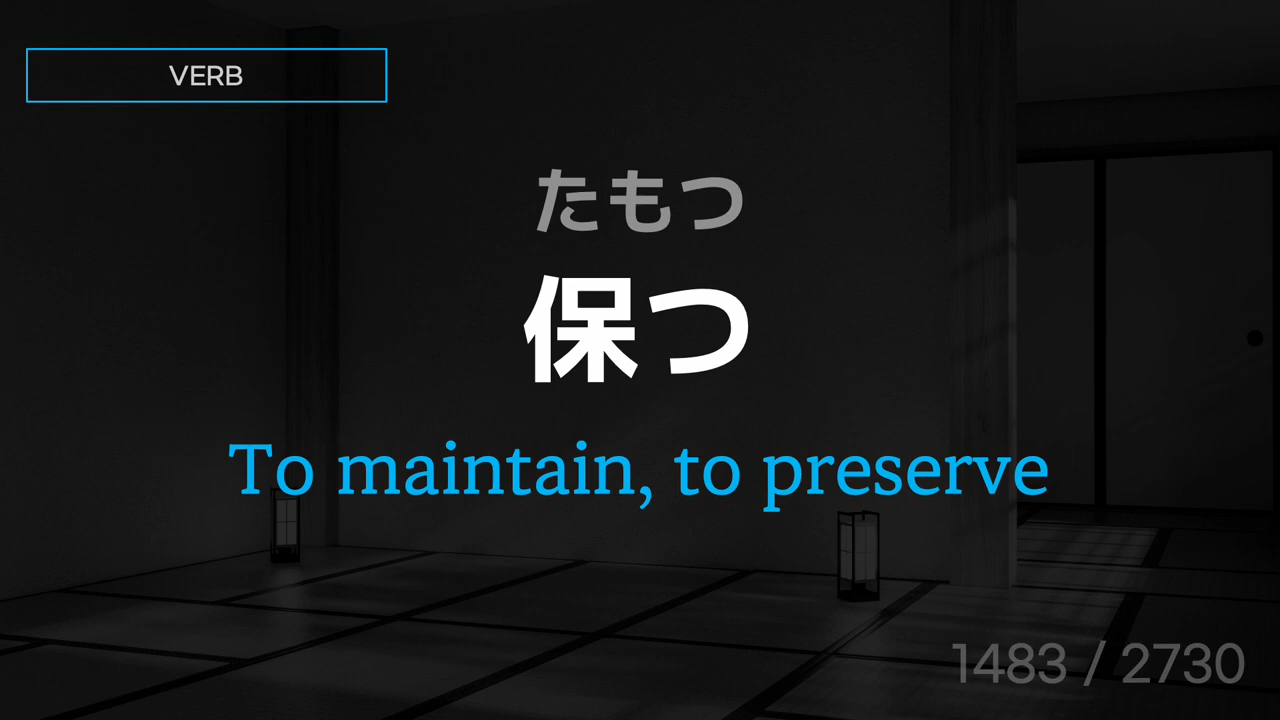 VERB
たもつ
保つ
To maintain, to preserve
1483 / 2730